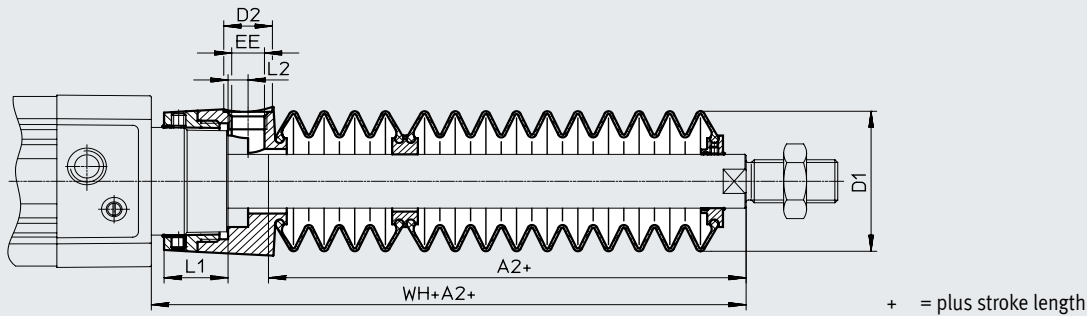 D2
EE
L2
D1
L1
A2+
WH+A2+
+ = plus stroke length